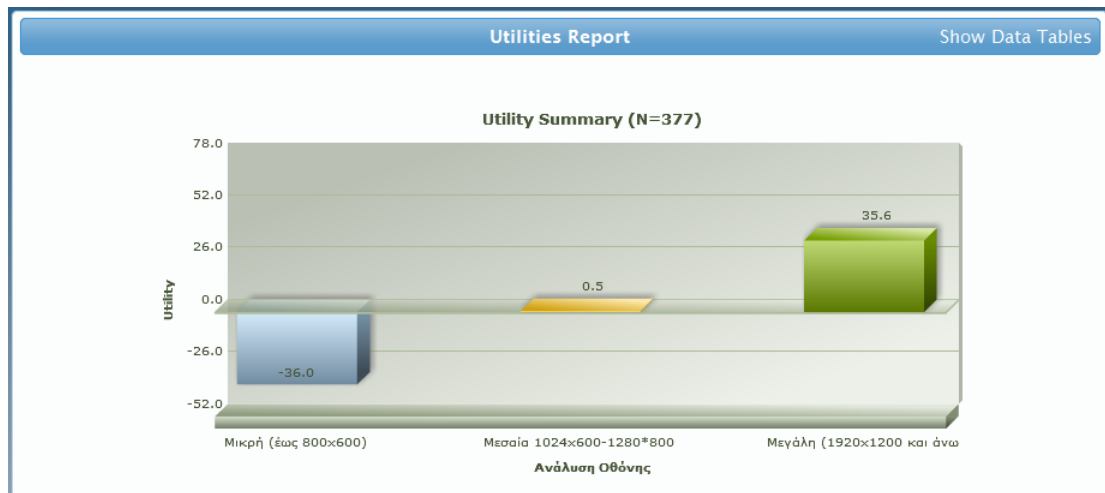 Utilities Report
Show Data Tables
Utility Summary (N=377)
78.0
52.0
26.0
0.0
-26.0
-52.0
Utility
-36.0
0.5
35.6
Μικρή (έως 800x600)
Μεσαία 1024x600-1280*800
Μεγάλη (1920x1200 και άνω
Ανάλυση Οθόνης